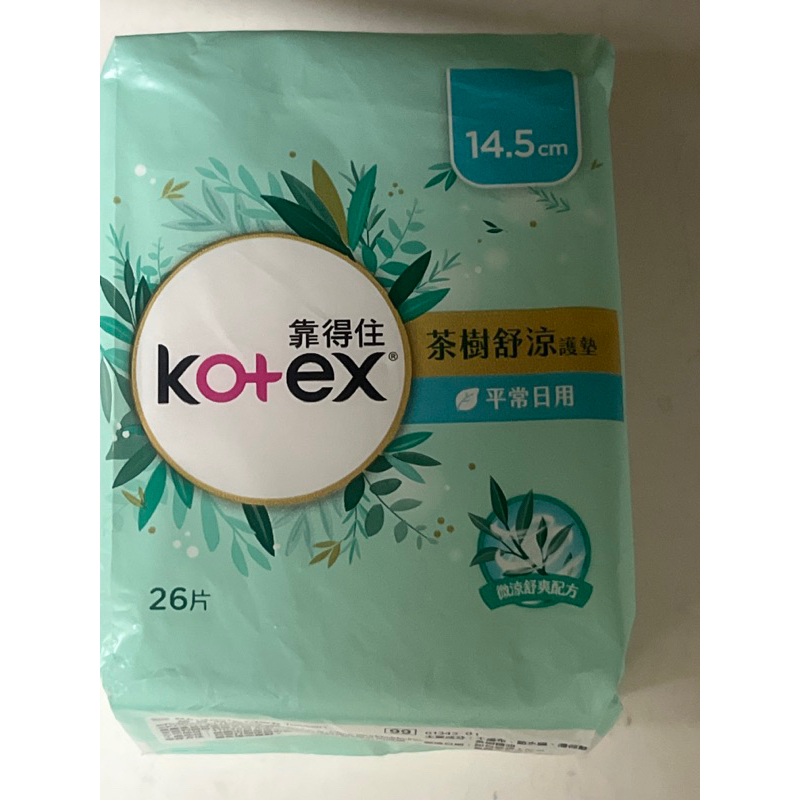 14.5cm
靠得住
kotex®
茶樹舒涼護墊
平常日用
微涼舒爽配方
26片
[99]